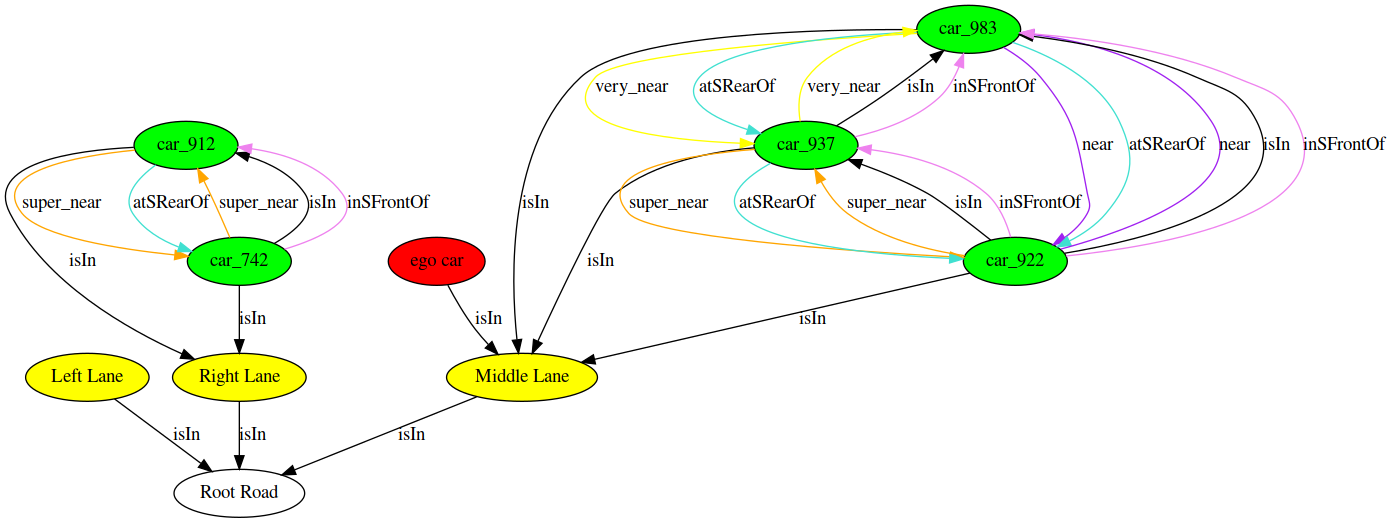 car_983
very_near
atSRearOf
very_near
isIn
inSFrontOf
near
atSRearOf
near
isIn
inSFrontOf
car_912
car_937
super_near
atSRearOf
super_near
isIn
inSFrontOf
isIn
super_near
atSRearOf
super_near
isIn
inSFrontOf
isIn
car_742
ego car
isIn
car_922
isIn
isIn
isIn
Left Lane
Right Lane
Middle Lane
isIn
isIn
isIn
Root Road